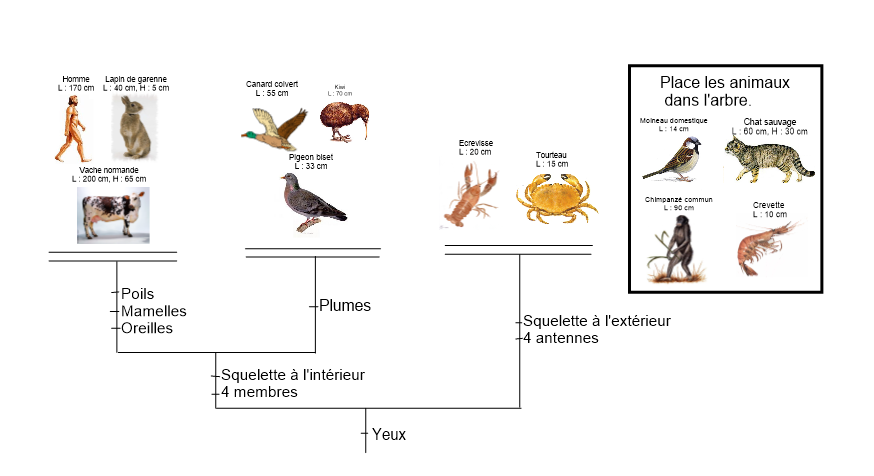 Homme
L : 170 cm
Lapin de garenne
L : 40 cm, H : 5 cm
Vache normande
L : 200 cm, H : 65 cm
Canard colvert
L : 55 cm
Kiwi
L : 70 cm
Pigeon biset
L : 33 cm
Ecrevisse
L : 20 cm
Tourteau
L : 15 cm
Place les animaux
dans l'arbre.
Moineau domestique
L : 14 cm
Chat sauvage
L : 60 cm, H : 30 cm
Chimpanzé commun
L : 90 cm
Crevette
L : 10 cm
Poils
Mamelles
Oreilles
Plumes
Squelette à l'extérieur
4 antennes
Squelette à l'intérieur
4 membres
Yeux